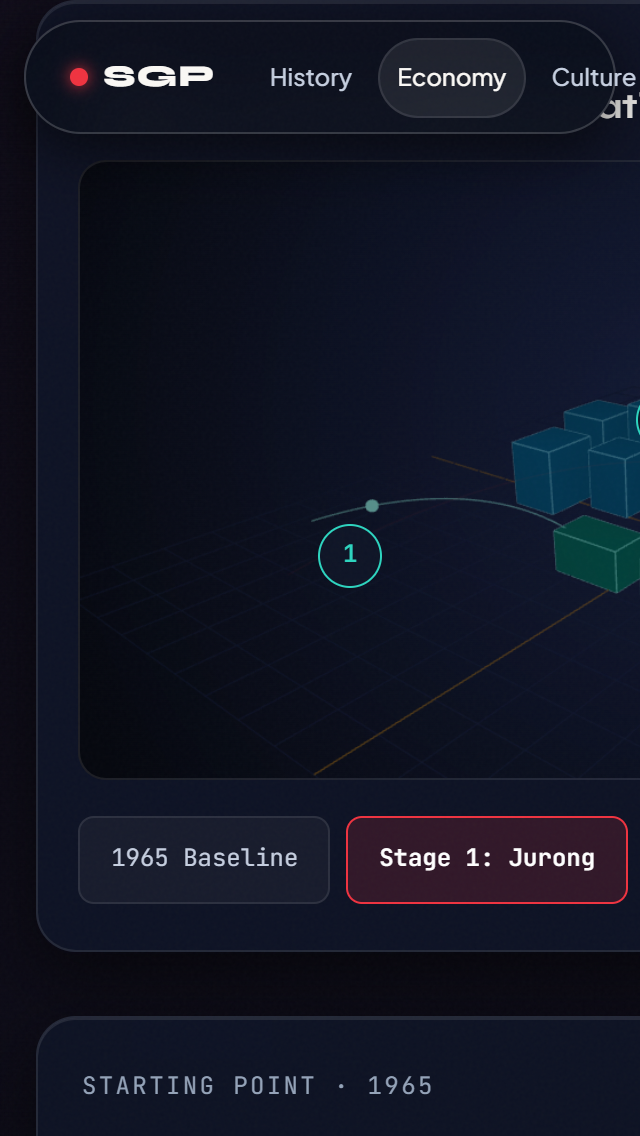 SGP History Economy Culture
1
1965 Baseline Stage 1: Jurong
STARTING POINT · 1965